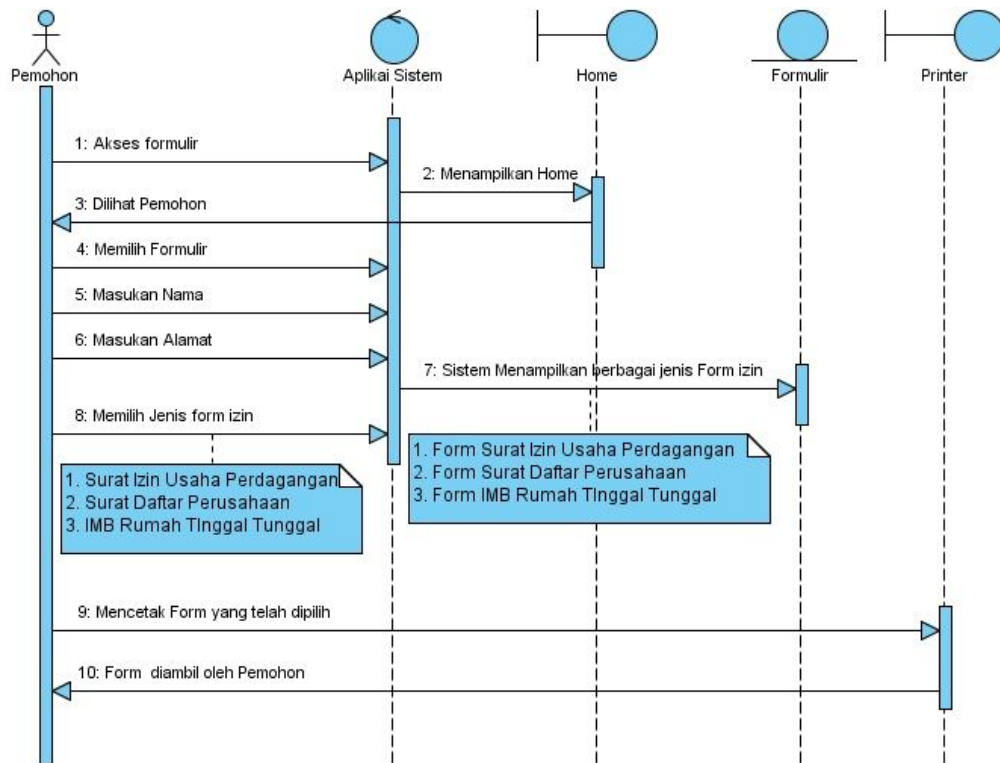 Pemohon
Aplikai Sistem
Home
Formulir
Printer
1: Akses formulir
2: Menampilkan Home
3: Dilihat Pemohon
4: Memilih Formulir
5: Masukan Nama
6: Masukan Alamat
7: Sistem Menampilkan berbagai jenis Form izin
8: Memilih Jenis form izin
1. Form Surat Izin Usaha Perdagangan
2. Form Surat Daftar Perusahaan
3. Form IMB Rumah TInggal Tunggal
1. Surat Izin Usaha Perdagangan
2. Surat Daftar Perusahaan
3. IMB Rumah TInggal Tunggal
9: Mencetak Form yang telah dipilih
10: Form diambil oleh Pemohon